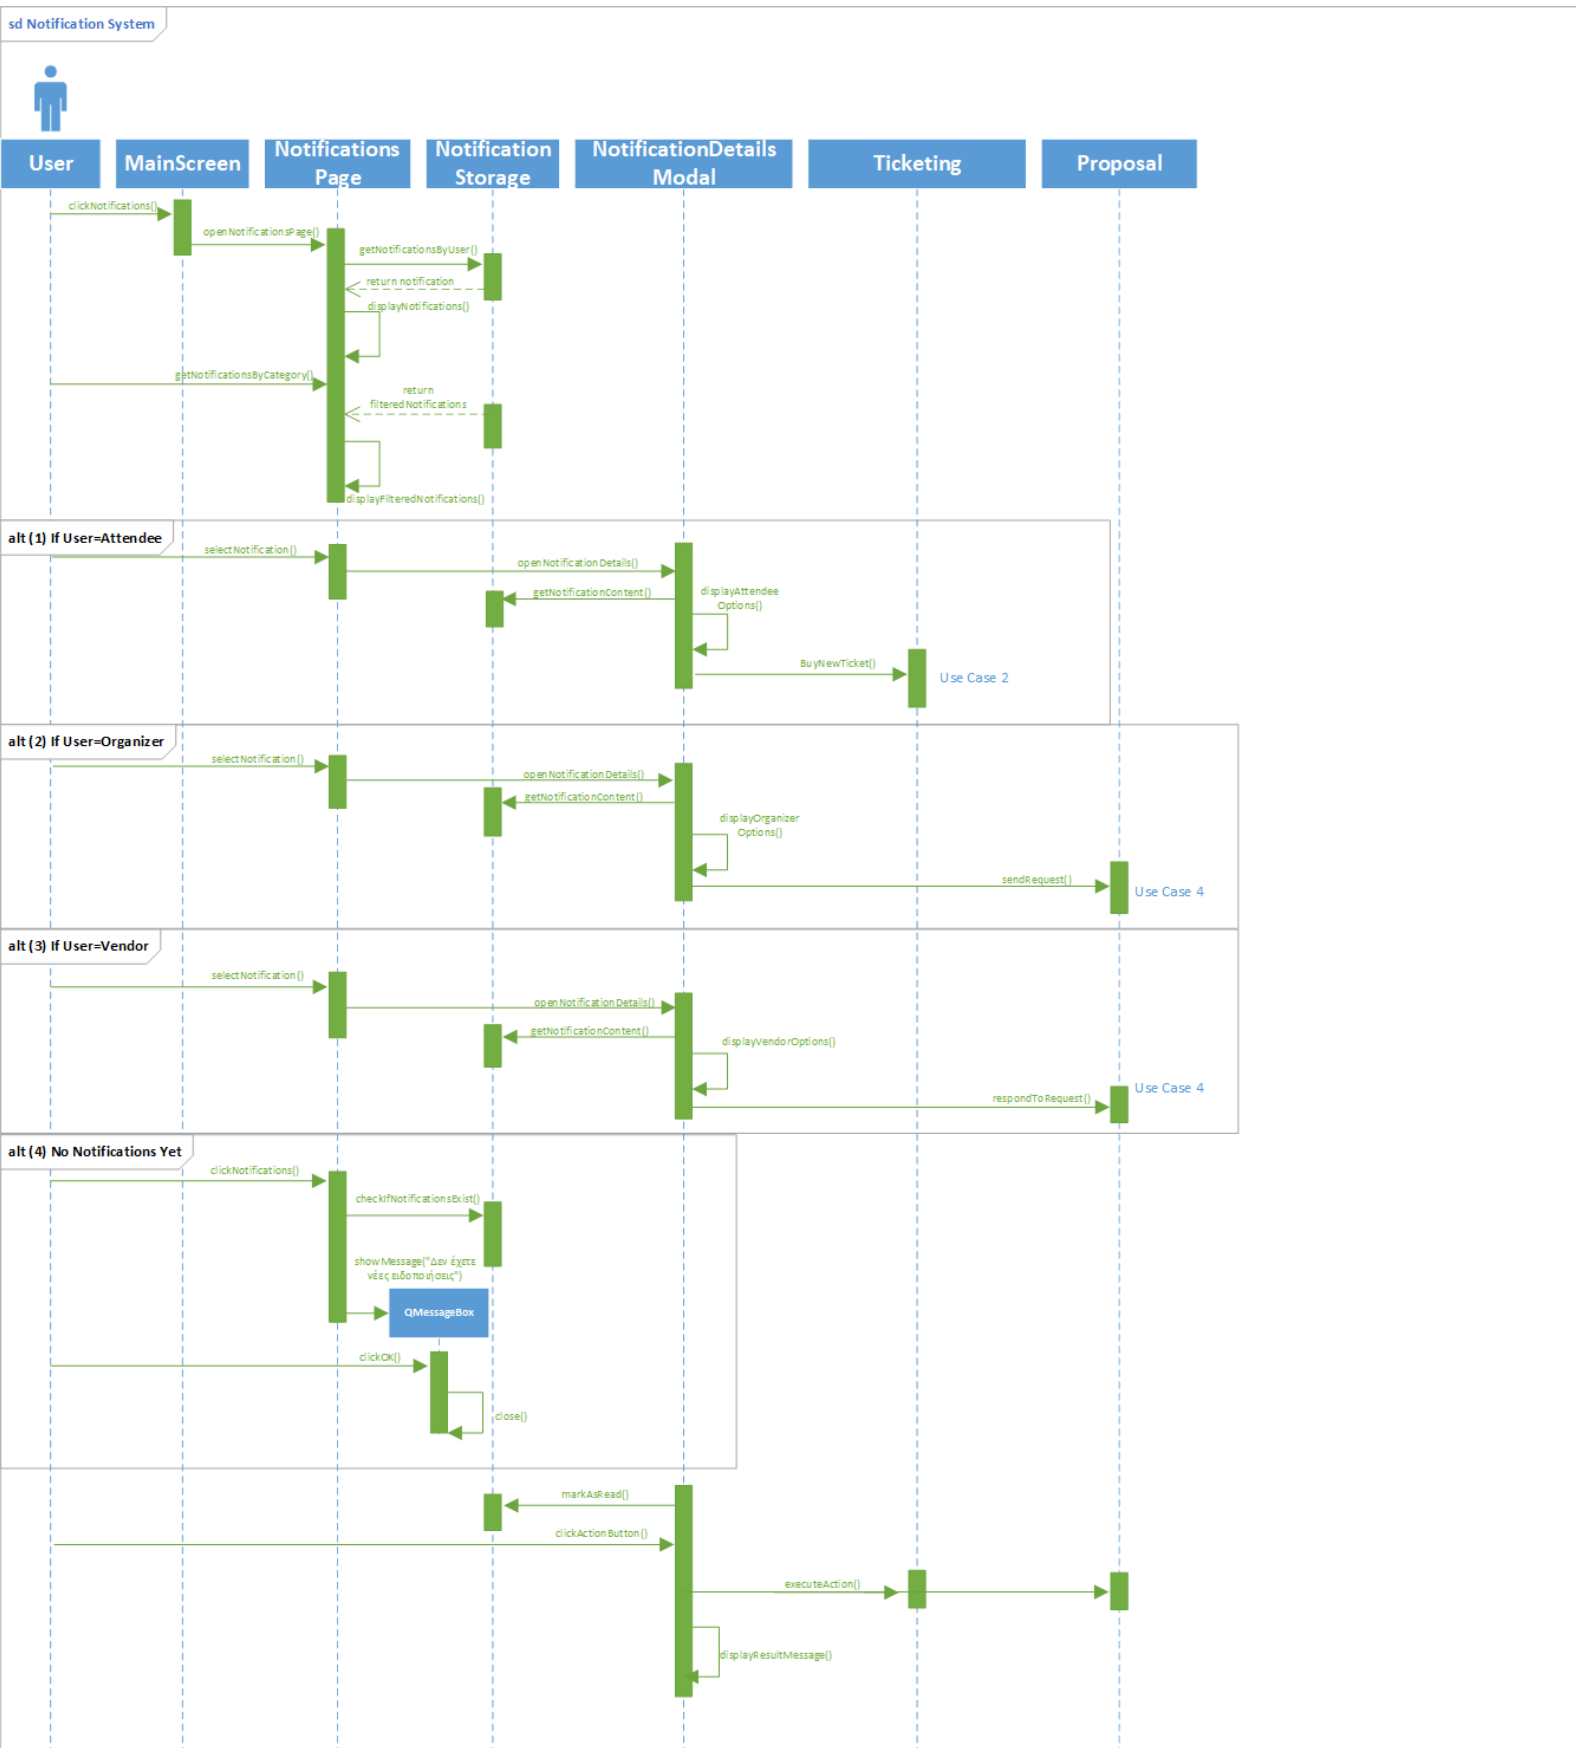 sd Notification System
User
MainScreen
Notifications
Page
Notification
Storage
NotificationDetails
Modal
Ticketing
Proposal
clickNotifications()
openNotificationsPage()
getNotificationsByUser()
return notification
displayNotifications()
getNotificationsByCategory()
return
filteredNotifications
displayFilteredNotifications()
alt (1) If User=Attendee
selectNotification()
openNotificationDetails()
getNotificationContent()
displayAttendee
Options()
BuyNewTicket()
Use Case 2
alt (2) If User=Organizer
selectNotification()
openNotificationDetails()
getNotificationContent()
displayOrganizer
Options()
sendRequest()
Use Case 4
alt (3) If User=Vendor
selectNotification()
openNotificationDetails()
getNotificationContent()
displayVendorOptions()
Use Case 4
respondToRequest()
alt (4) No Notifications Yet
clickNotifications()
checkIfNotificationsExist()
showMessage("Δεν έχετε
νέες ειδοποιήσεις")
QMessageBox
clickOK()
close()
markAsRead()
clickActionButton()
executeAction()
displayResultMessage()